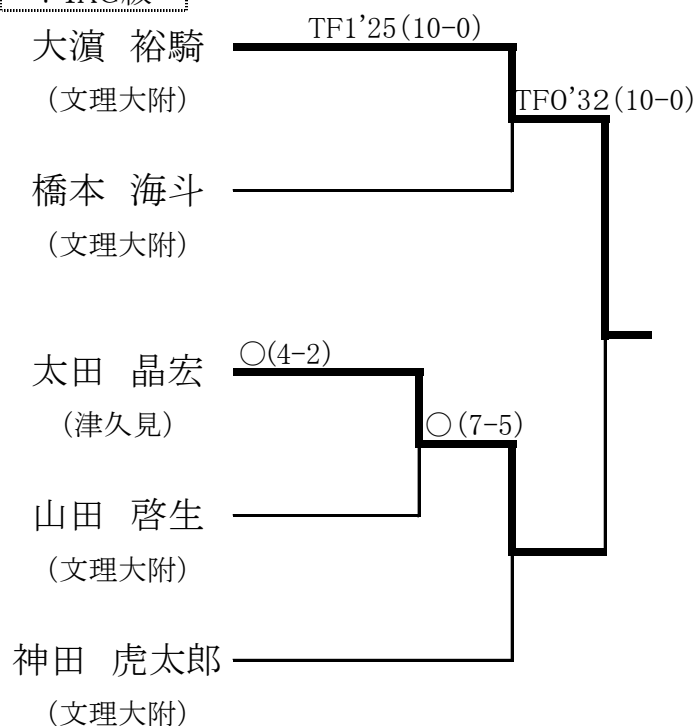 大濵 裕騎
TF1'25(10-0)
(文理大附)
TF0'32(10-0)
橋本 海斗
(文理大附)
太田 晶宏
○(4-2)
(津久見)
○(7-5)
山田 啓生
(文理大附)
神田 虎太郎
(文理大附)